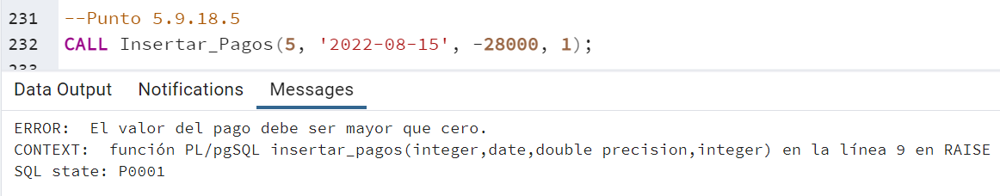 231 --Punto 5.9.18.5
232 CALL Insertar_Pagos(5, '2022-08-15', -28000, 1);
233
Data Output Notifications Messages
ERROR:  El valor del pago debe ser mayor que cero.
CONTEXT:  función PL/pgSQL insertar_pagos(integer,date,double precision,integer) en la línea 9 en RAISE
SQL state: P0001